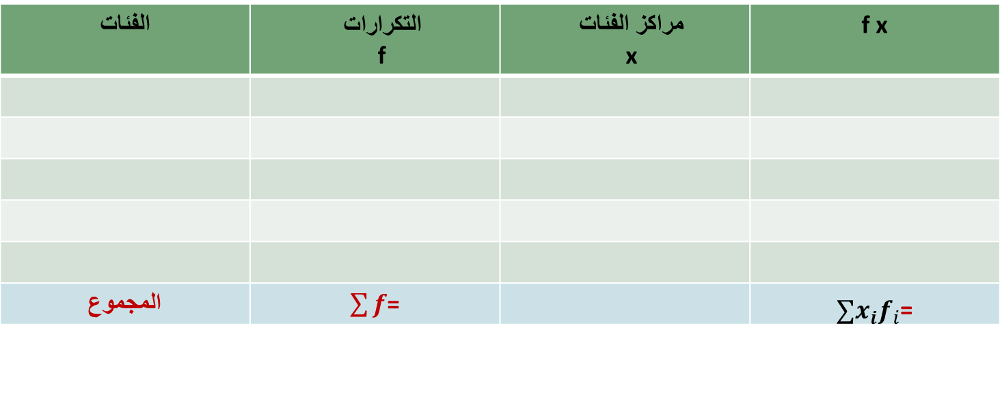 الفئات
التكرارات
f
مراكز الفئات
x
f x
المجموع
∑ f=
∑xᵢfᵢ=